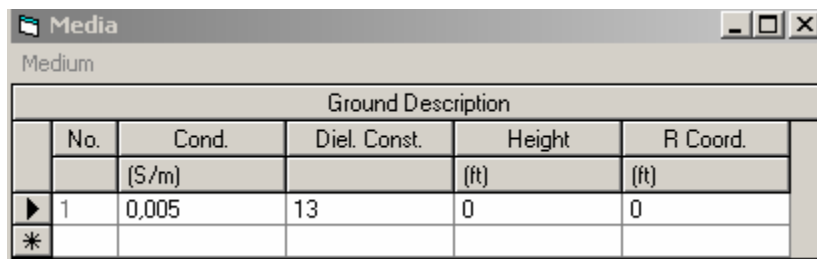 Media
Medium
Ground Description
No. Cond. Diel. Const. Height R Coord.
(S/m) (ft) (ft)
1 0,005 13 0 0